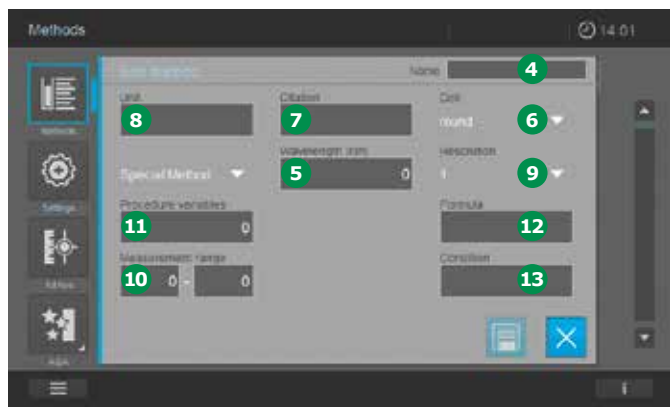 Methods
14:01
Name
4
Unit
Citation
Cell
8
7
round
6
Wavelength (nm)
Resolution
Special Method
5
0
1
9
Procedure variables
Formula
11
0
12
Measurement range
Condition
10
0
-
0
13
Methods
Settings
i